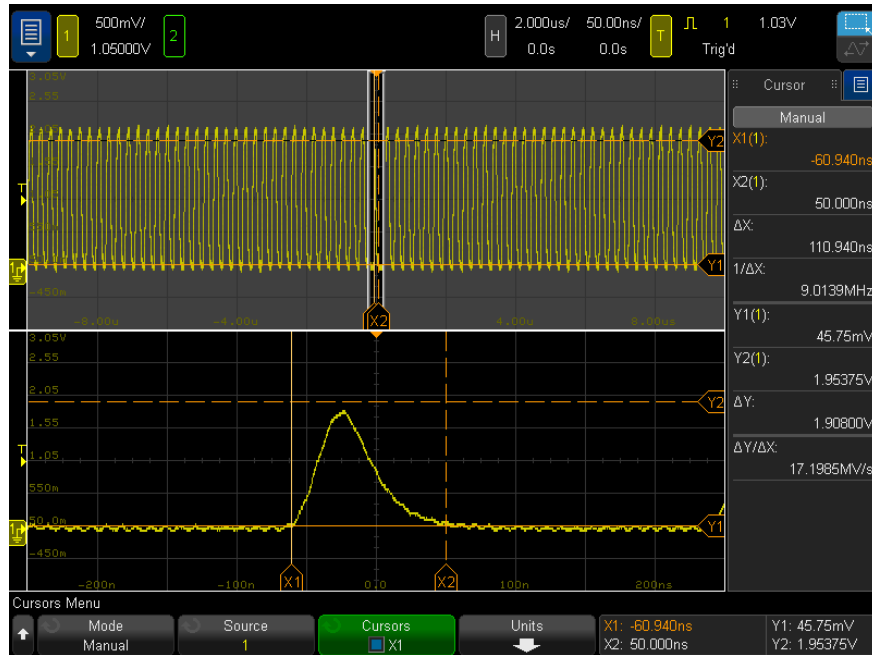 1 500mV/ 1.05000V 2 H 2.000us/ 0.0s 50.00ns/ 0.0s T 1 1.03V Trig'd
3.05V
2.55
Y2
T
Y1
-450m
-8.00u -4.00u X2 4.00u 8.00us
3.05V
2.55
2.05
Y2
1.55
T
1.05
550m
50.0m Y1
-450m
-200n -100n X1 0.0 X2 100n 200ns
Cursor
Manual
X1(1):
-60.940ns
X2(1):
50.000ns
ΔX:
110.940ns
1/ΔX:
9.0139MHz
Y1(1):
45.75mV
Y2(1):
1.95375V
ΔY:
1.90800V
ΔY/ΔX:
17.1985MV/s
Cursors Menu
Mode Source Cursors Units X1: -60.940ns Y1: 45.75mV
Manual 1 X1 X2: 50.000ns Y2: 1.95375V